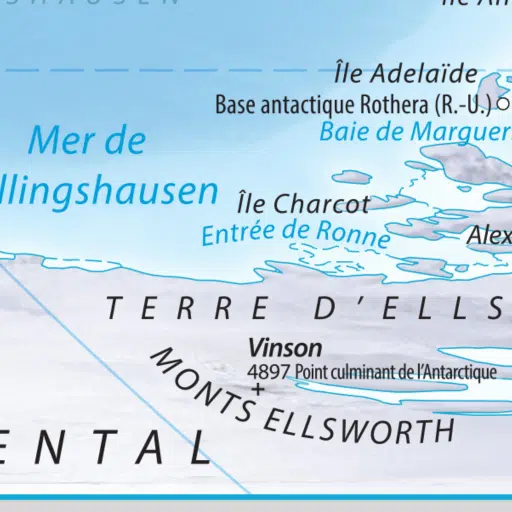 SHAUSEN
Île A
Île Adelaïde
Base antactique Rothera (R.-U.)
Baie de Marguer
Mer de
llingshausen
Île Charcot
Entrée de Ronne
Alex
TERRE D'ELLS
Vinson
4897 Point culminant de l'Antarctique
MONTS ELLSWORTH
ENTAL